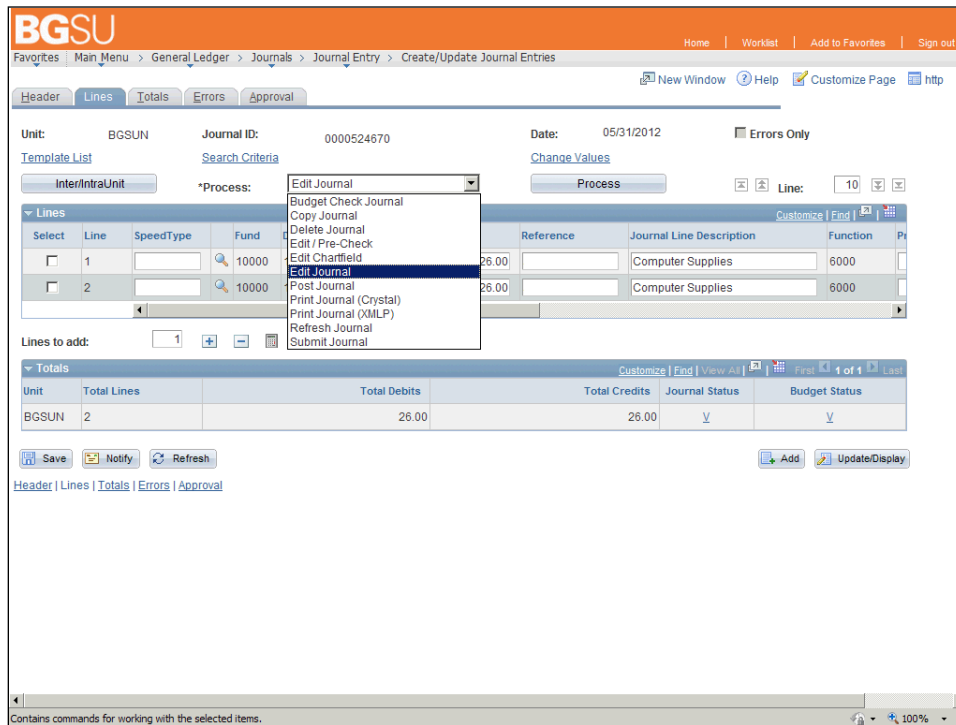 BGSU
Home | Worklist | Add to Favorites | Sign out
Favorites Main Menu > General Ledger > Journals > Journal Entry > Create/Update Journal Entries
New Window Help Customize Page http
Header Lines Totals Errors Approval
Unit: BGSUN Journal ID: 0000524670 Date: 05/31/2012 Errors Only
Template List Search Criteria Change Values
Inter/IntraUnit *Process: Edit Journal Process Line: 10
Budget Check Journal
Copy Journal
Delete Journal
Edit / Pre-Check
Edit Chartfield
Edit Journal
Post Journal
Print Journal (Crystal)
Print Journal (XMLP)
Refresh Journal
Submit Journal
Lines Customize | Find |
Select Line SpeedType Fund Reference Journal Line Description Function
1 10000 26.00 Computer Supplies 6000
2 10000 26.00 Computer Supplies 6000
Lines to add: 1
Totals Customize | Find | View All | First 1 of 1 Last
Unit Total Lines Total Debits Total Credits Journal Status Budget Status
BGSUN 2 26.00 26.00 V V
Save Notify Refresh Add Update/Display
Header | Lines | Totals | Errors | Approval
Contains commands for working with the selected items. 100%